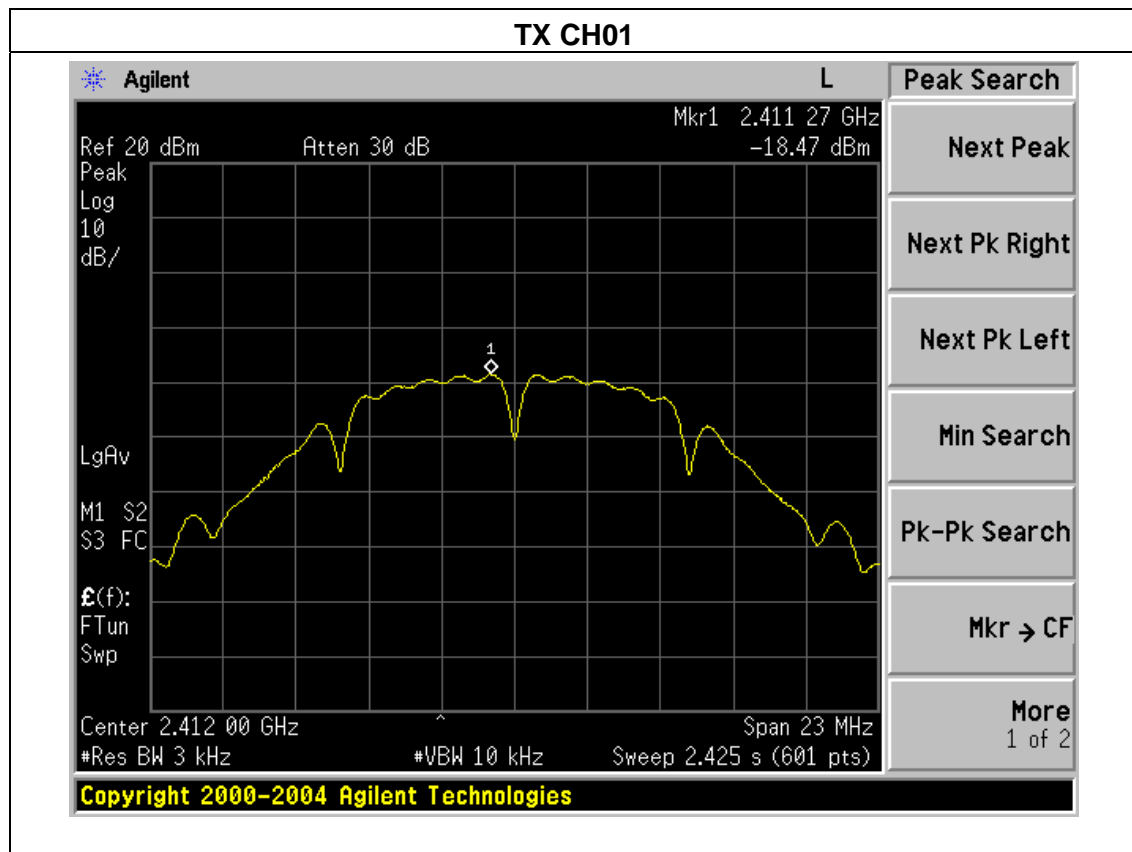 TX CH01
Agilent L Peak Search
Mkr1 2.411 27 GHz
Ref 20 dBm Atten 30 dB -18.47 dBm
Peak
Log
10
dB/
1
LgAv
M1 S2
S3 FC
£(f):
FTun
Swp
Center 2.412 00 GHz ^ Span 23 MHz
#Res BW 3 kHz #VBW 10 kHz Sweep 2.425 s (601 pts)
Copyright 2000-2004 Agilent Technologies
Next Peak
Next Pk Right
Next Pk Left
Min Search
Pk-Pk Search
Mkr → CF
More
1 of 2